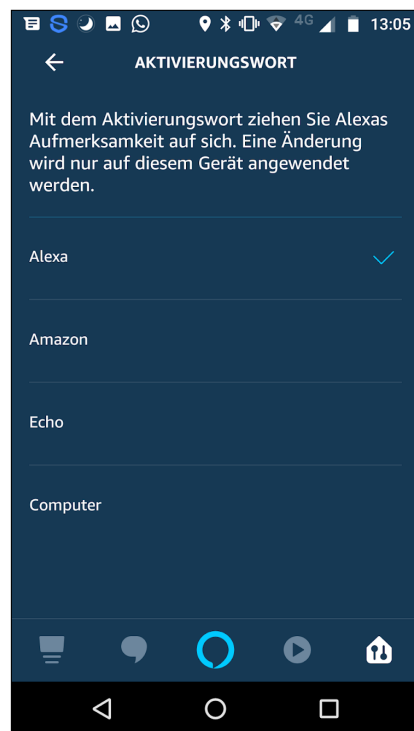 4G 13:05
AKTIVIERUNGSWORT
Mit dem Aktivierungswort ziehen Sie Alexas
Aufmerksamkeit auf sich. Eine Änderung
wird nur auf diesem Gerät angewendet
werden.
Alexa
Amazon
Echo
Computer